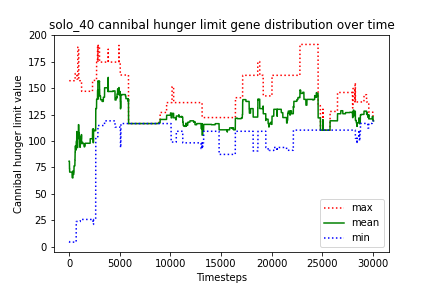 solo_40 cannibal hunger limit gene distribution over time
Cannibal hunger limit value
200
175
150
125
100
75
50
25
0
max
mean
min
0 5000 10000 15000 20000 25000 30000
Timesteps